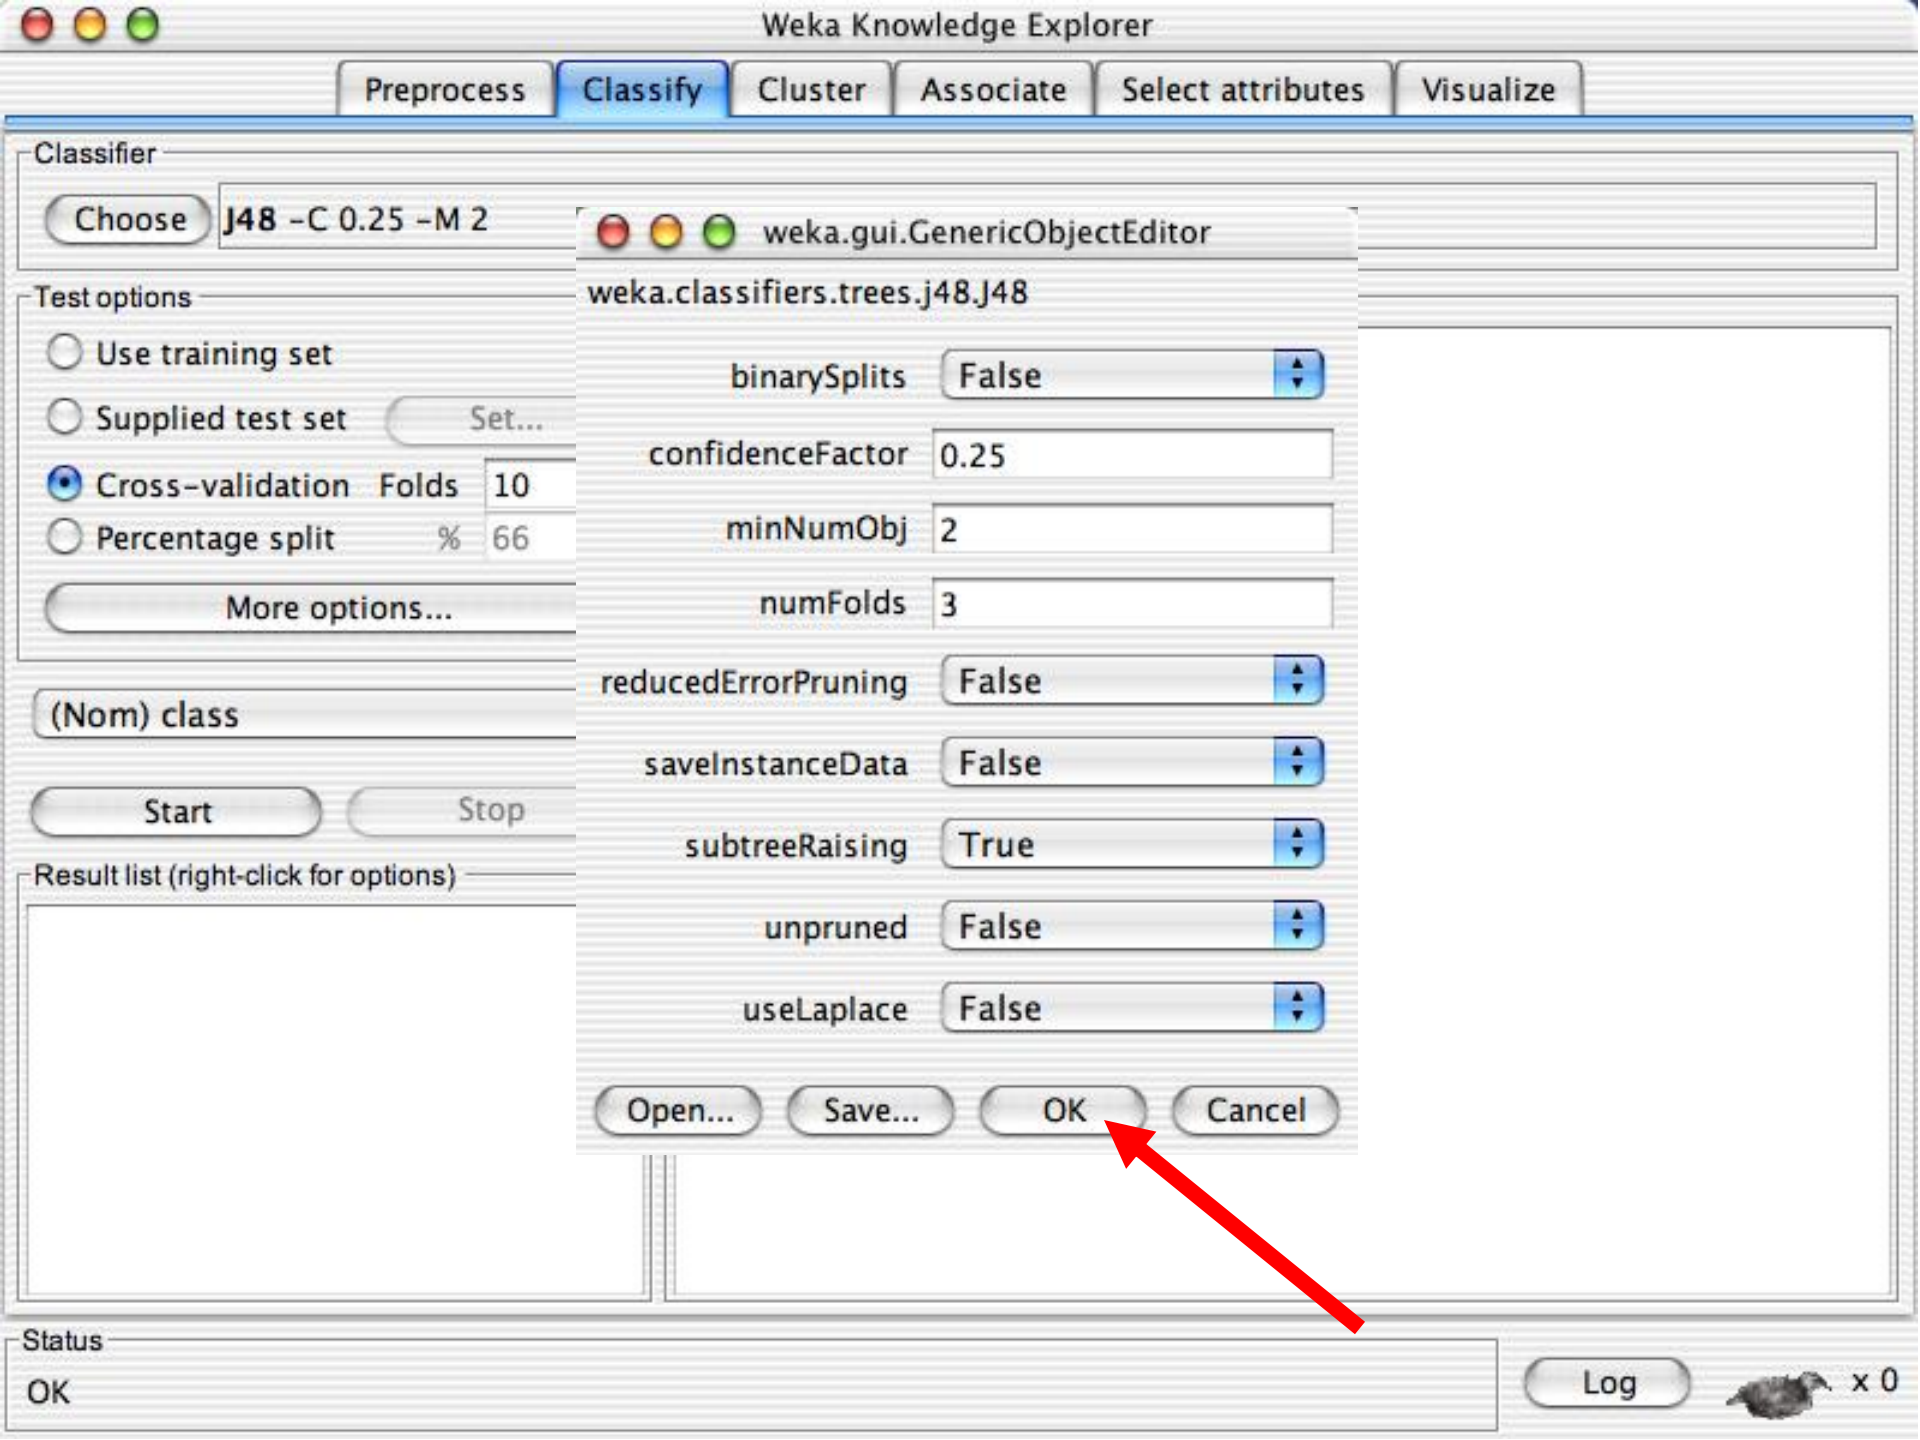 Weka Knowledge Explorer
Preprocess Classify Cluster Associate Select attributes Visualize
Classifier
Choose J48 -C 0.25 -M 2
weka.gui.GenericObjectEditor
weka.classifiers.trees.j48.J48
binarySplits False
confidenceFactor 0.25
minNumObj 2
numFolds 3
reducedErrorPruning False
saveInstanceData False
subtreeRaising True
unpruned False
useLaplace False
Open... Save... OK Cancel
Test options
Use training set
Supplied test set Set...
Cross-validation Folds 10
Percentage split % 66
More options...
(Nom) class
Start Stop
Result list (right-click for options)
Status
OK
Log x 0